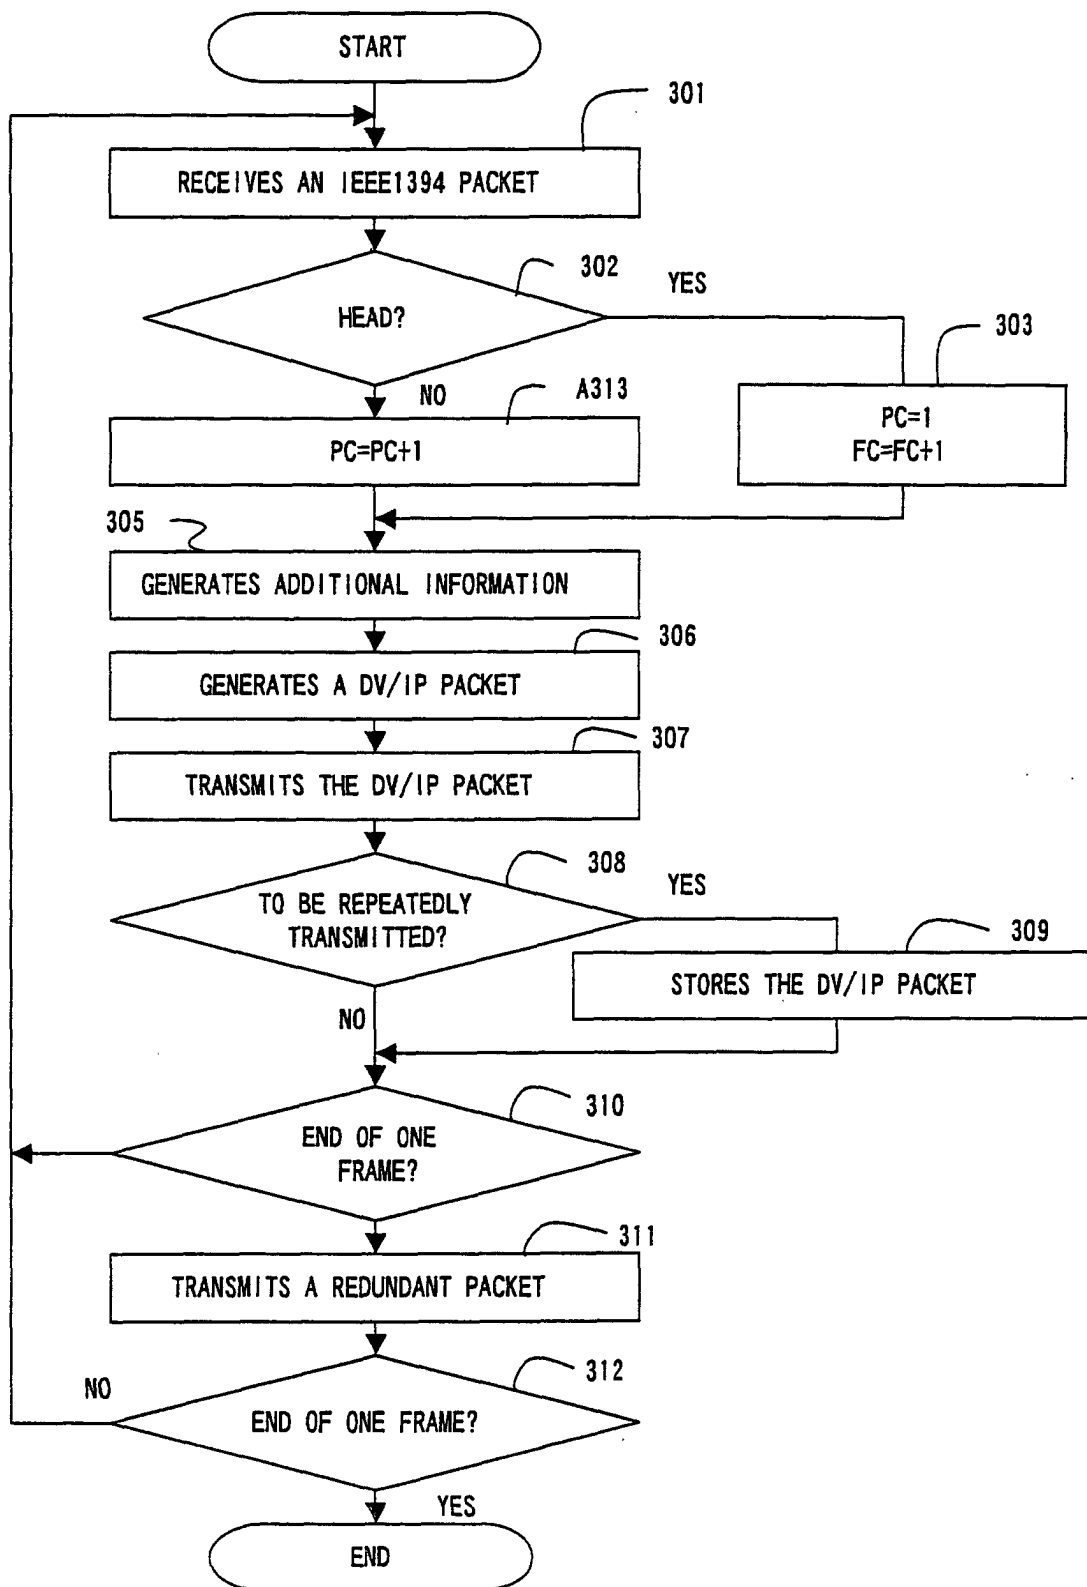 START
301
RECEIVES AN IEEE1394 PACKET
302
YES
HEAD?
303
NO
A313
PC=PC+1
PC=1
FC=FC+1
305
GENERATES ADDITIONAL INFORMATION
306
GENERATES A DV/IP PACKET
307
TRANSMITS THE DV/IP PACKET
308
YES
TO BE REPEATEDLY
TRANSMITTED?
309
STORES THE DV/IP PACKET
NO
310
END OF ONE
FRAME?
311
TRANSMITS A REDUNDANT PACKET
312
NO
END OF ONE FRAME?
YES
END